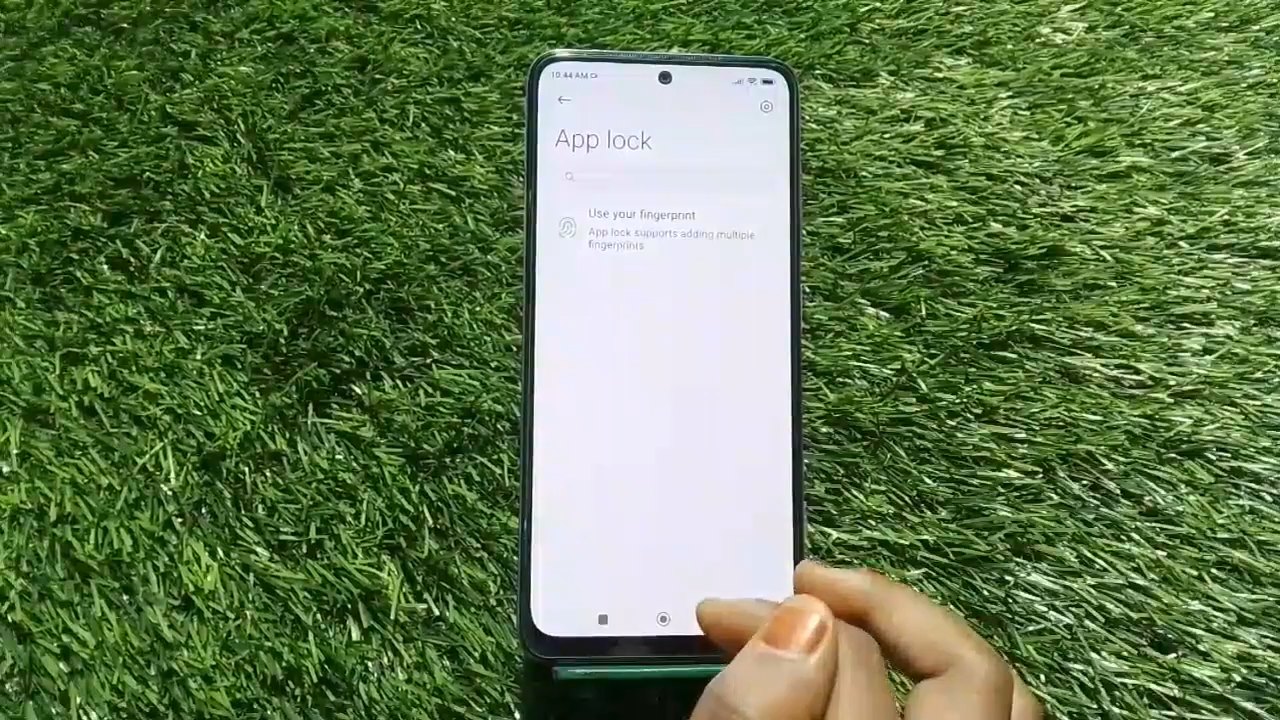 10:44 AM
App lock
Use your fingerprint
App lock supports adding multiple
fingerprints